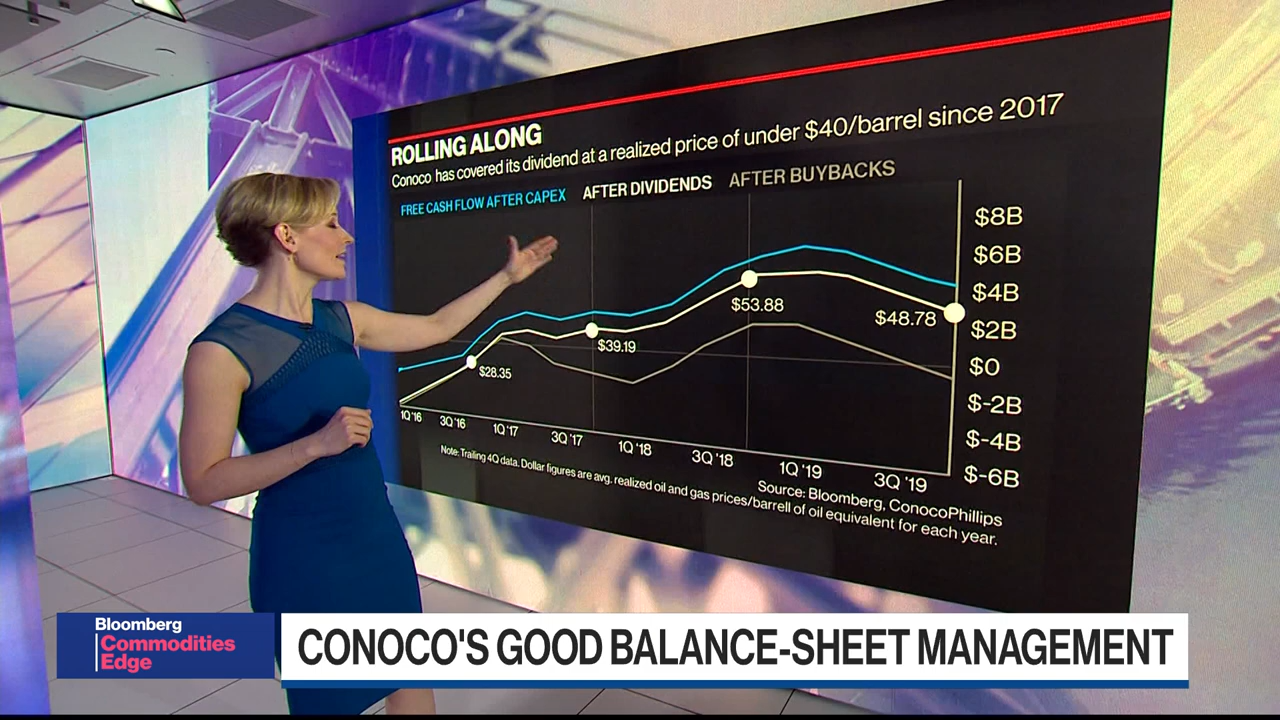 ROLLING ALONG
Conoco has covered its dividend at a realized price of under $40/barrel since 2017
FREE CASH FLOW AFTER CAPEX AFTER DIVIDENDS AFTER BUYBACKS
$8B
$6B
$4B
$2B
$0
$-2B
$-4B
$-6B
$28.35
$39.19
$53.88
$48.78
1Q '16 3Q '16 1Q '17 3Q '17 1Q '18 3Q '18 1Q '19 3Q '19
Source: Bloomberg, ConocoPhillips
Note: Trailing 4Q data. Dollar figures are avg. realized oil and gas prices/barrel of oil equivalent for each year.
Bloomberg
Commodities
Edge
CONOCO'S GOOD BALANCE-SHEET MANAGEMENT